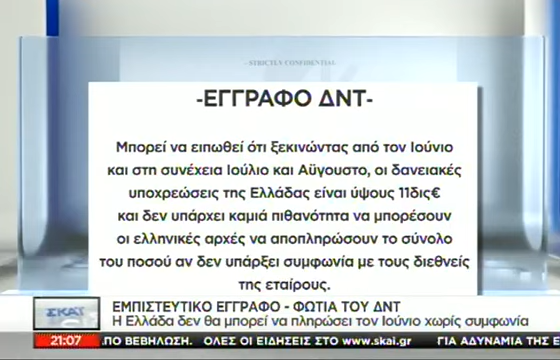 - STRICTLY CONFIDENTIAL
-ΕΓΓΡΑΦΟ ΔΝΤ-
Μπορεί να ειπωθεί ότι ξεκινώντας από τον Ιούνιο
και στη συνέχεια Ιούλιο και Αύγουστο, οι δανειακές
υποχρεώσεις της Ελλάδας είναι ύψους 11δις€
και δεν υπάρχει καμιά πιθανότητα να μπορέσουν
οι ελληνικές αρχές να αποπληρώσουν το σύνολο
του ποσού αν δεν υπάρξει συμφωνία με τους διεθνείς
της εταίρους.
ΣΚΑΪ
ΕΜΠΙΣΤΕΥΤΙΚΟ ΕΓΓΡΑΦΟ - ΦΩΤΙΑ ΤΟΥ ΔΝΤ
Η Ελλάδα δεν θα μπορεί να πληρώσει τον Ιούνιο χωρίς συμφωνία
21:07 .ΠΟ ΒΕΒΗΛΩΣΗ. ΟΛΕΣ ΟΙ ΕΙΔΗΣΕΙΣ ΣΤΟ www.skai.gr ΓΙΑ ΑΔΥΝΑΜΙΑ ΤΗΣ Ε